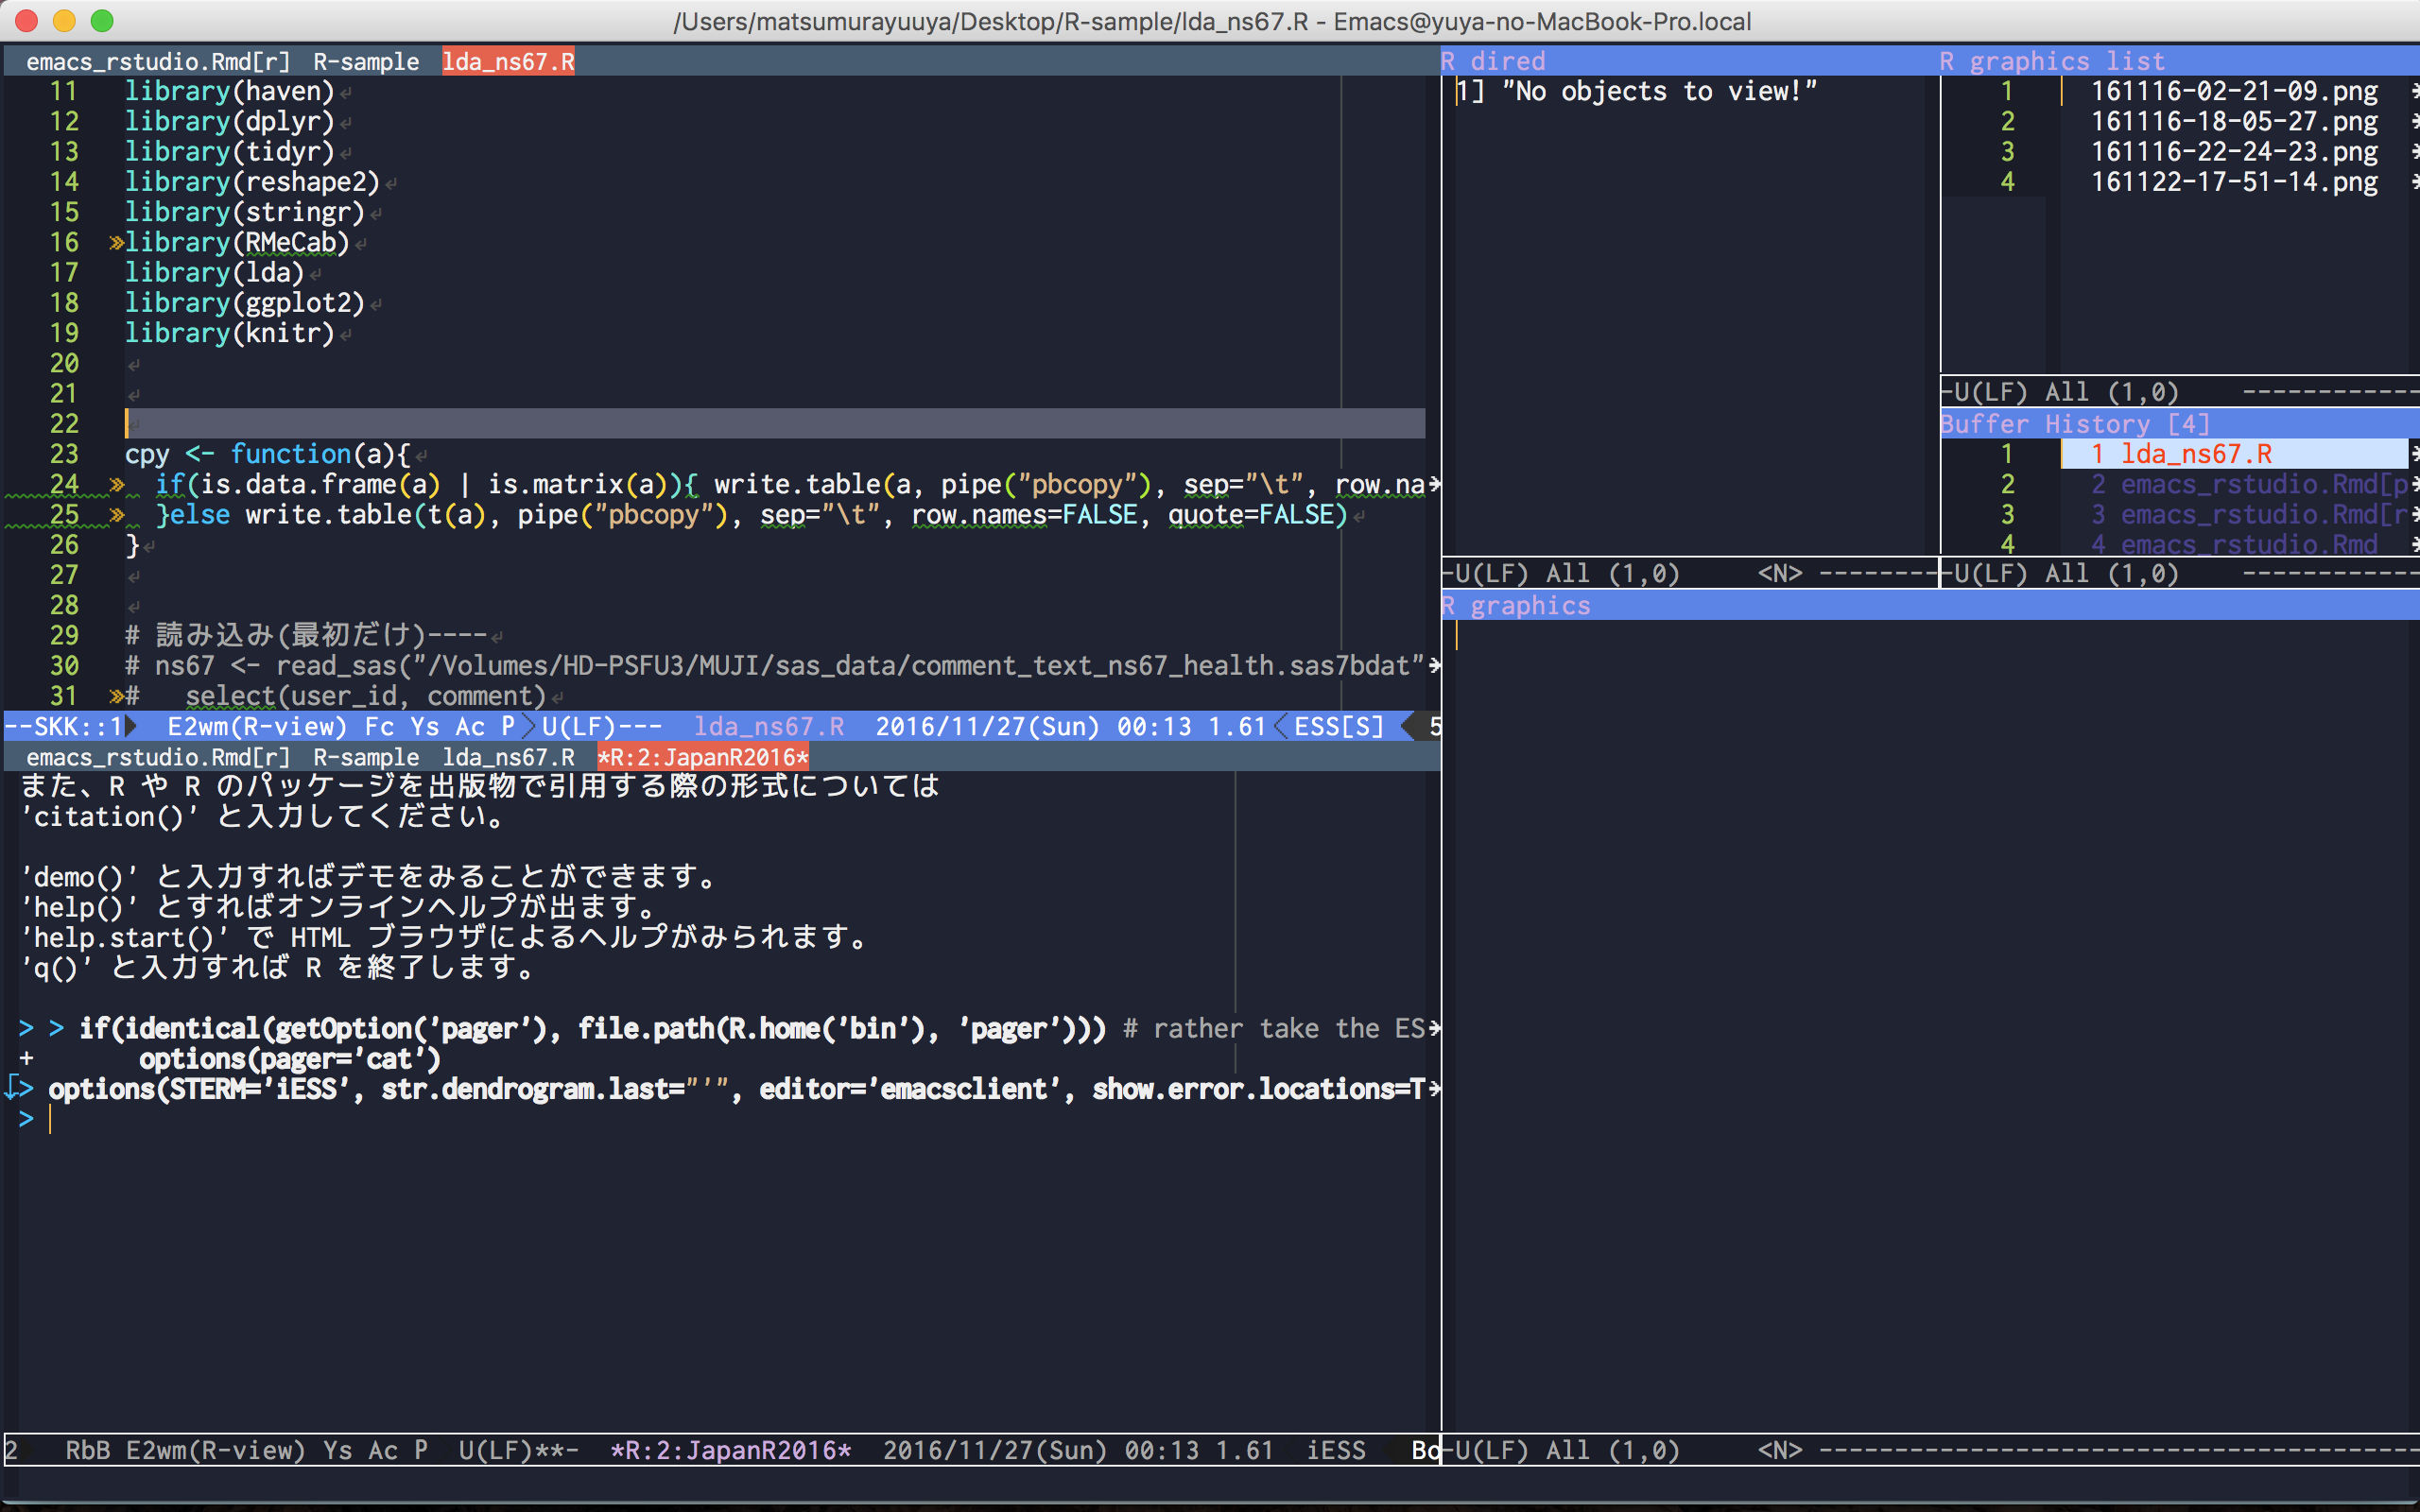 /Users/matsumurayuuya/Desktop/R-sample/lda_ns67.R - Emacs@yuya-no-MacBook-Pro.local
emacs_rstudio.Rmd[r] R-sample lda_ns67.R
11 library(haven)
12 library(dplyr)
13 library(tidyr)
14 library(reshape2)
15 library(stringr)
16 library(RMeCab)
17 library(lda)
18 library(ggplot2)
19 library(knitr)
20
21
22
23 cpy <- function(a){
24 if(is.data.frame(a) | is.matrix(a)){ write.table(a, pipe("pbcopy"), sep="\t", row.na
25 }else write.table(t(a), pipe("pbcopy"), sep="\t", row.names=FALSE, quote=FALSE)
26 }
27
28
29 # 読み込み(最初だけ)----
30 # ns67 <- read_sas("/Volumes/HD-PSFU3/MUJI/sas_data/comment_text_ns67_health.sas7bdat"
31 #   select(user_id, comment)
--SKK::1 E2wm(R-view) Fc Ys Ac P U(LF)--- lda_ns67.R 2016/11/27(Sun) 00:13 1.61 ESS[S] 5
emacs_rstudio.Rmd[r] R-sample lda_ns67.R *R:2:JapanR2016*
また、R や R のパッケージを出版物で引用する際の形式については
'citation()' と入力してください。
'demo()' と入力すればデモをみることができます。
'help()' とすればオンラインヘルプが出ます。
'help.start()' で HTML ブラウザによるヘルプがみられます。
'q()' と入力すれば R を終了します。
> > if(identical(getOption('pager'), file.path(R.home('bin'), 'pager'))) # rather take the ES
+ options(pager='cat')
> options(STERM='iESS', str.dendrogram.last="'", editor='emacsclient', show.error.locations=T
>
2 RbB E2wm(R-view) Ys Ac P U(LF)**- *R:2:JapanR2016* 2016/11/27(Sun) 00:13 1.61 iESS Bo
R dired
1] "No objects to view!"
-U(LF) All (1,0) <N> --------
R graphics list
1 161116-02-21-09.png
2 161116-18-05-27.png
3 161116-22-24-23.png
4 161122-17-51-14.png
-U(LF) All (1,0) ------------
Buffer History [4]
1 1 lda_ns67.R
2 2 emacs_rstudio.Rmd[p
3 3 emacs_rstudio.Rmd[r
4 4 emacs_rstudio.Rmd
-U(LF) All (1,0) ------------
R graphics
-U(LF) All (1,0) <N> ----------------------------------------